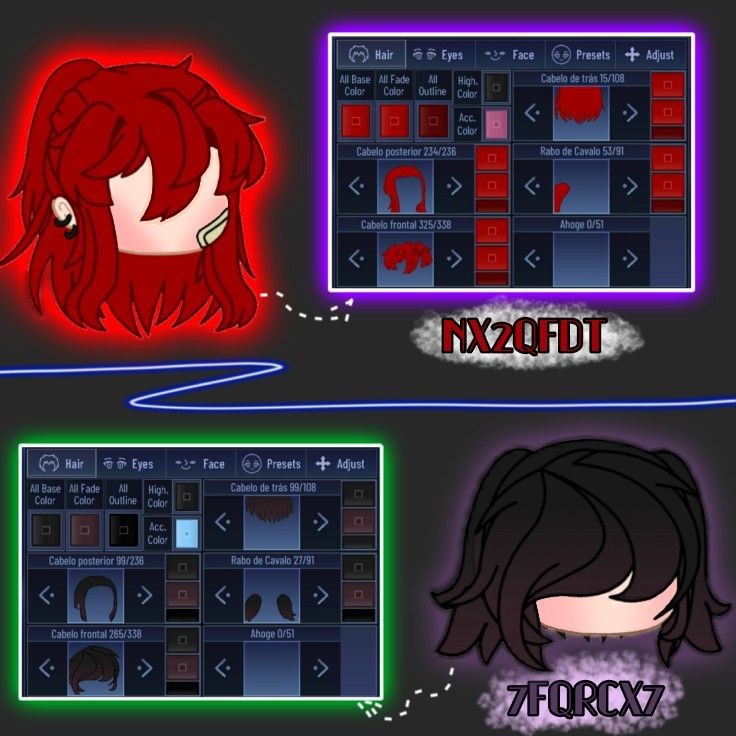 Hair Eyes Face Presets Adjust
All Base Color All Fade Color All Outline High. Color
Acc. Color
Cabelo de trás 15/108
Cabelo posterior 234/236
Rabo de Cavalo 53/91
Cabelo frontal 325/338
Ahoge 0/51
NX2QFDT
Hair Eyes Face Presets Adjust
All Base Color All Fade Color All Outline High. Color
Acc. Color
Cabelo de trás 99/108
Cabelo posterior 99/236
Rabo de Cavalo 27/91
Cabelo frontal 265/338
Ahoge 0/51
7FQRCX7